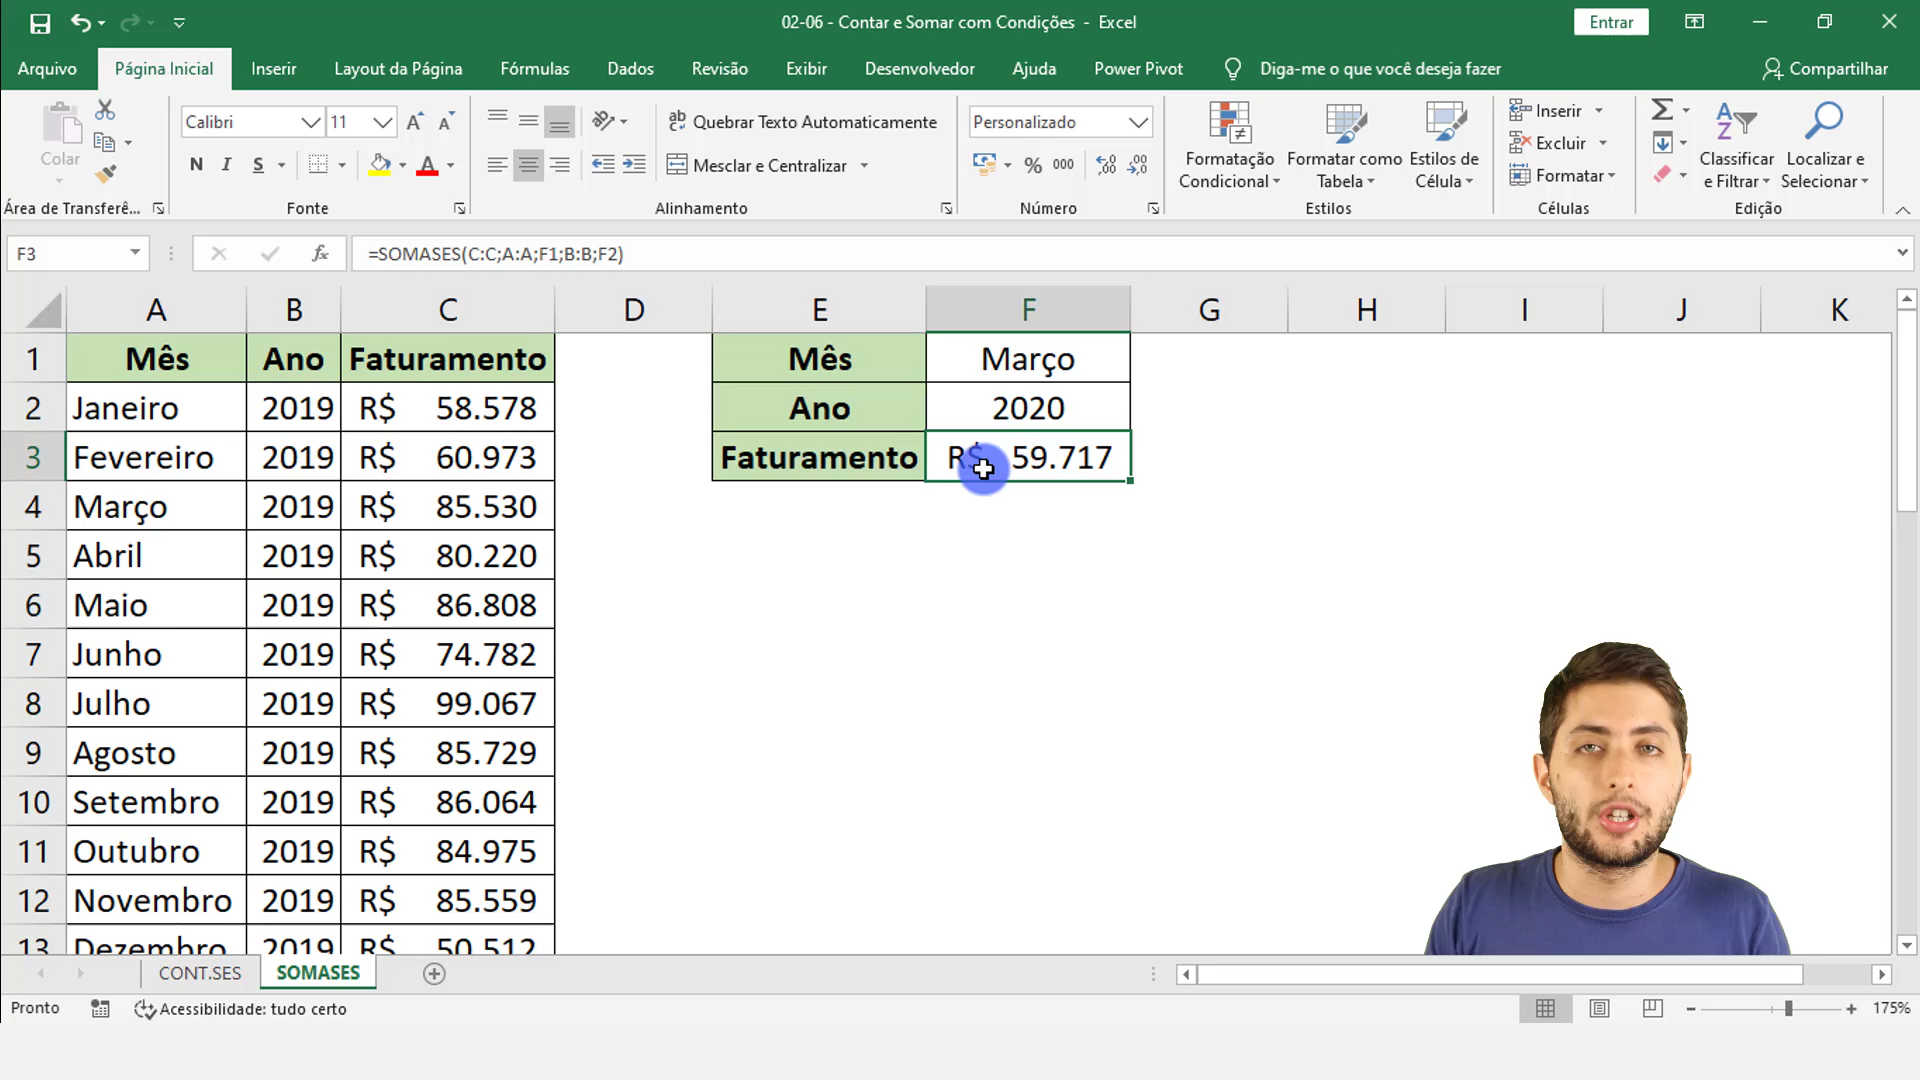 02-06 - Contar e Somar com Condições - Excel
Entrar
Arquivo
Página Inicial
Inserir
Layout da Página
Fórmulas
Dados
Revisão
Exibir
Desenvolvedor
Ajuda
Power Pivot
Diga-me o que você deseja fazer
Compartilhar
Colar
Área de Transferê...
Calibri
11
N I S
Fonte
Quebrar Texto Automaticamente
Mesclar e Centralizar
Alinhamento
Personalizado
% 000
Número
Formatação Condicional
Formatar como Tabela
Estilos de Célula
Estilos
Inserir
Excluir
Formatar
Células
Classificar e Filtrar
Localizar e Selecionar
Edição
F3
fx
=SOMASES(C:C;A:A;F1;B:B;F2)
A B C D E F G H I J K
1 Mês Ano Faturamento Mês Março
2 Janeiro 2019 R$ 58.578 Ano 2020
3 Fevereiro 2019 R$ 60.973 Faturamento R$ 59.717
4 Março 2019 R$ 85.530
5 Abril 2019 R$ 80.220
6 Maio 2019 R$ 86.808
7 Junho 2019 R$ 74.782
8 Julho 2019 R$ 99.067
9 Agosto 2019 R$ 85.729
10 Setembro 2019 R$ 86.064
11 Outubro 2019 R$ 84.975
12 Novembro 2019 R$ 85.559
13 Dezembro 2019 R$ 50.512
CONT.SES
SOMASES
Pronto
Acessibilidade: tudo certo
175%